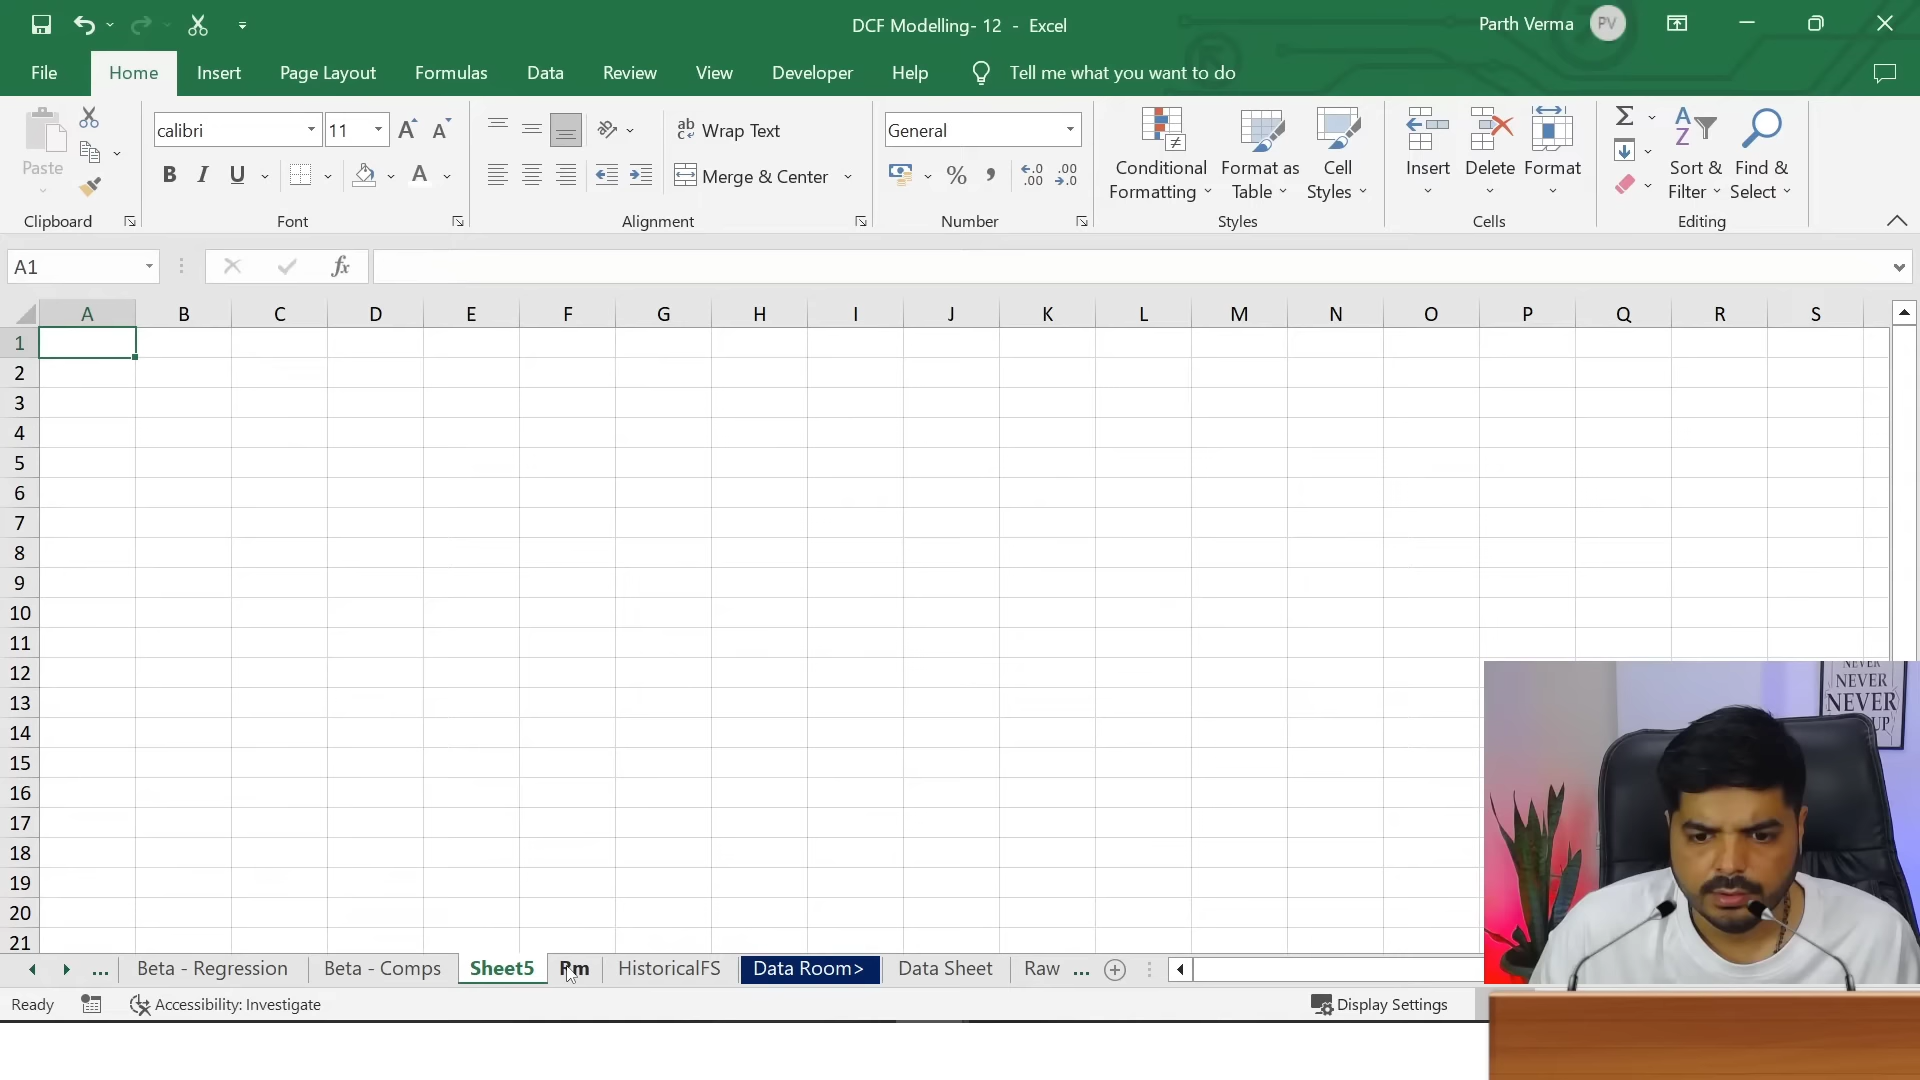 DCF Modelling- 12 - Excel
Parth Verma PV
File Home Insert Page Layout Formulas Data Review View Developer Help Tell me what you want to do
Paste
calibri 11
Wrap Text
General
B I U
Merge & Center
% , 
Conditional Formatting
Format as Table
Cell Styles
Insert Delete Format
Sort & Filter
Find & Select
Clipboard Font Alignment Number Styles Cells Editing
A1 fx
A B C D E F G H I J K L M N O P Q R S
1
2
3
4
5
6
7
8
9
10
11
12
13
14
15
16
17
18
19
20
21
NEVER
NEVER
NEVER
UP
Beta - Regression Beta - Comps Sheet5 Rm HistoricalFS Data Room> Data Sheet Raw ...
Ready Accessibility: Investigate Display Settings